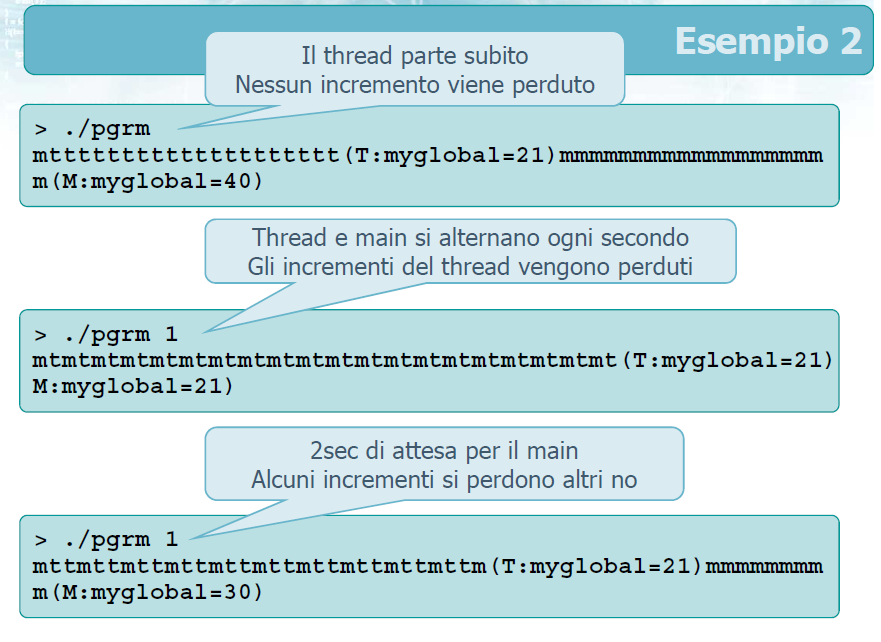 Esempio 2
Il thread parte subito
Nessun incremento viene perduto
> ./pgrm
mtttttttttttttttttttt(T:myglobal=21)mmmmmmmmmmmmmmmmmm
m(M:myglobal=40)
Thread e main si alternano ogni secondo
Gli incrementi del thread vengono perduti
> ./pgrm 1
mtmtmtmtmtmtmtmtmtmtmtmtmtmtmtmtmtmtmtmt(T:myglobal=21)
M:myglobal=21)
2sec di attesa per il main
Alcuni incrementi si perdono altri no
> ./pgrm 1
mttmttmttmttmttmttmttmttmttmttm(T:myglobal=21)mmmmmmmm
m(M:myglobal=30)